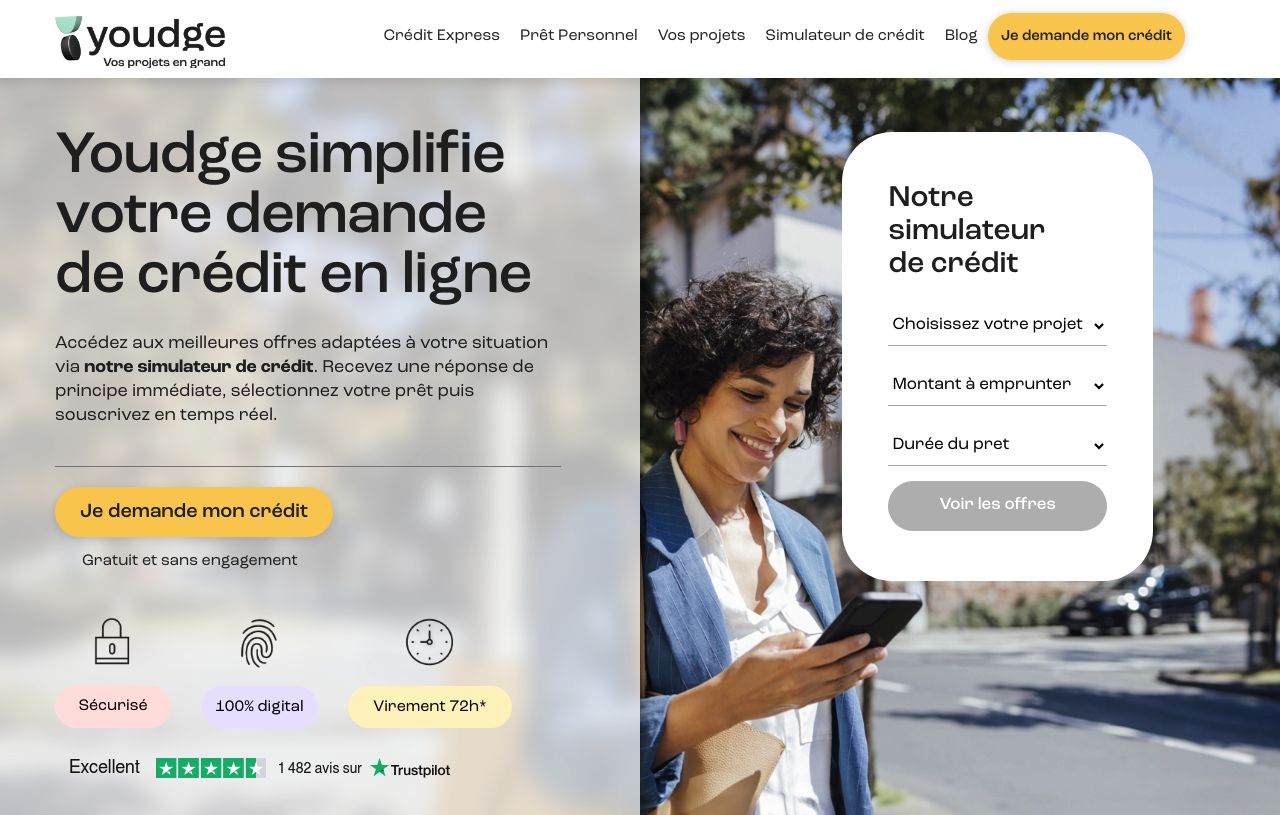 youdge
Vos projets en grand
Crédit Express
Prêt Personnel
Vos projets
Simulateur de crédit
Blog
Je demande mon crédit
Youdge simplifie
votre demande
de crédit en ligne
Accédez aux meilleures offres adaptées à votre situation
via notre simulateur de crédit. Recevez une réponse de
principe immédiate, sélectionnez votre prêt puis
souscrivez en temps réel.
Je demande mon crédit
Gratuit et sans engagement
Sécurisé
100% digital
Virement 72h*
Excellent
1 482 avis sur
Trustpilot
Notre
simulateur
de crédit
Choisissez votre projet
Montant à emprunter
Durée du pret
Voir les offres